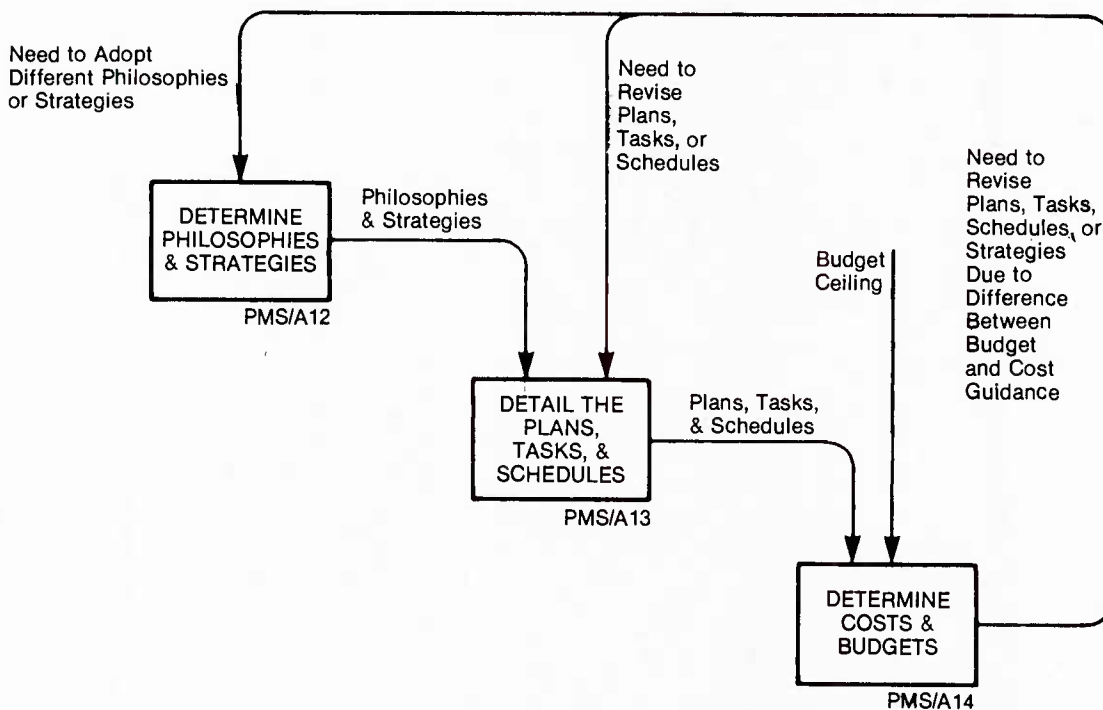 Need to Adopt
Different Philosophies
or Strategies
Need to
Revise
Plans,
Tasks, or
Schedules
DETERMINE
PHILOSOPHIES
& STRATEGIES
PMS/A12
Philosophies
& Strategies
Budget
Ceiling
Need to
Revise
Plans, Tasks,
Schedules, or
Strategies
Due to
Difference
Between
Budget
and Cost
Guidance
DETAIL THE
PLANS,
TASKS, &
SCHEDULES
PMS/A13
Plans, Tasks,
& Schedules
DETERMINE
COSTS &
BUDGETS
PMS/A14